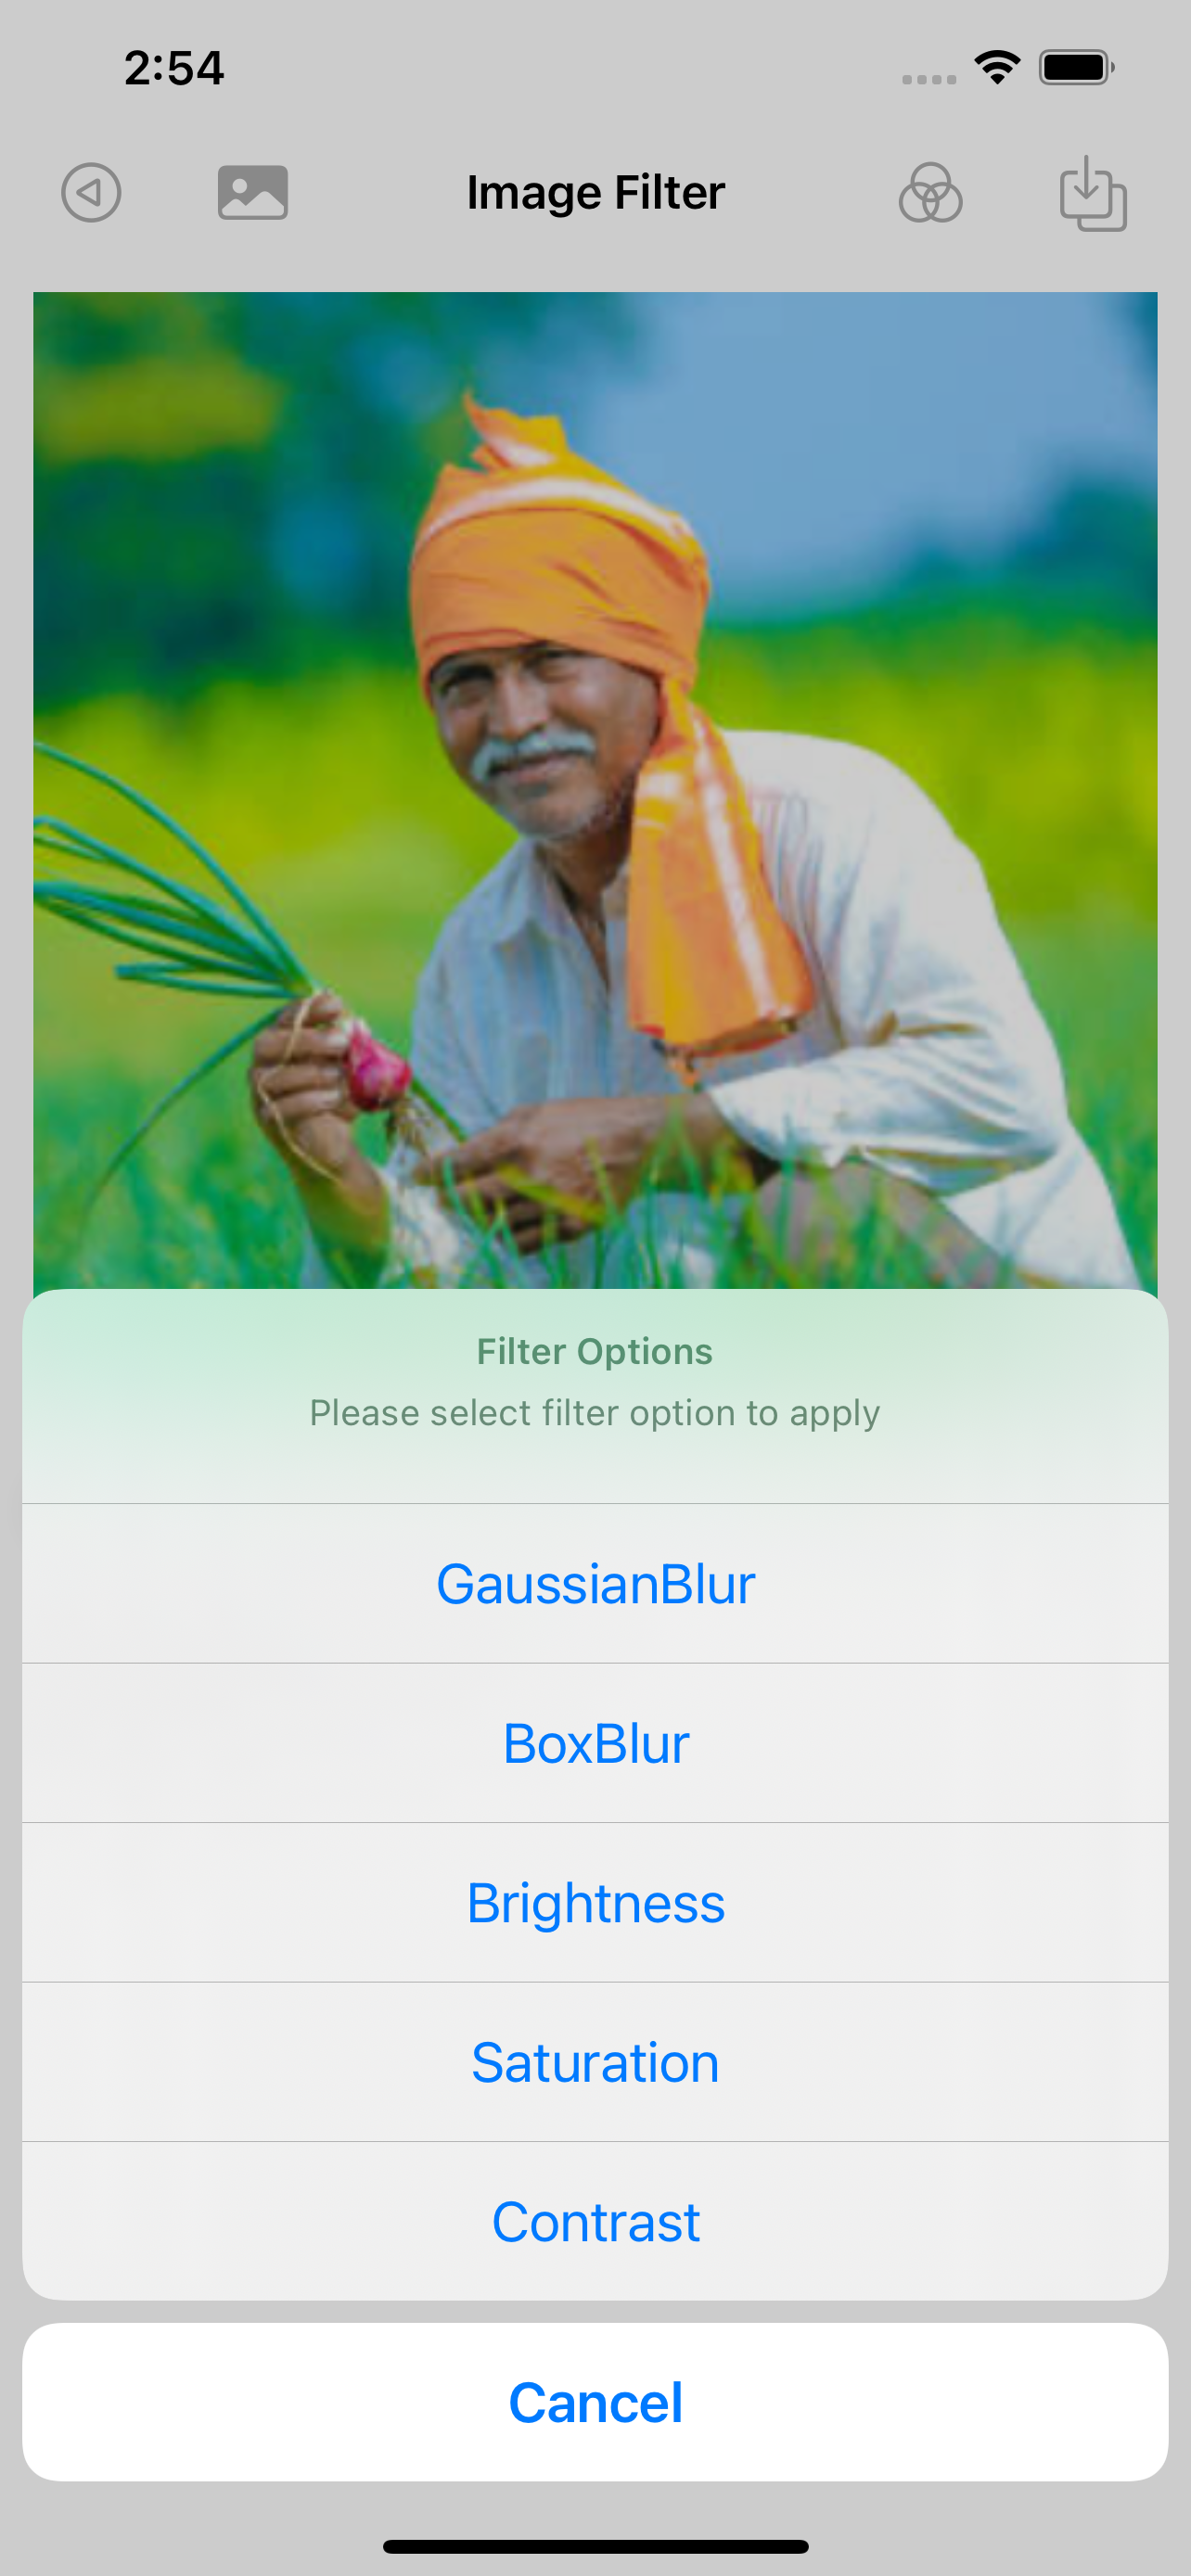 2:54
Image Filter
Filter Options
Please select filter option to apply
GaussianBlur
BoxBlur
Brightness
Saturation
Contrast
Cancel